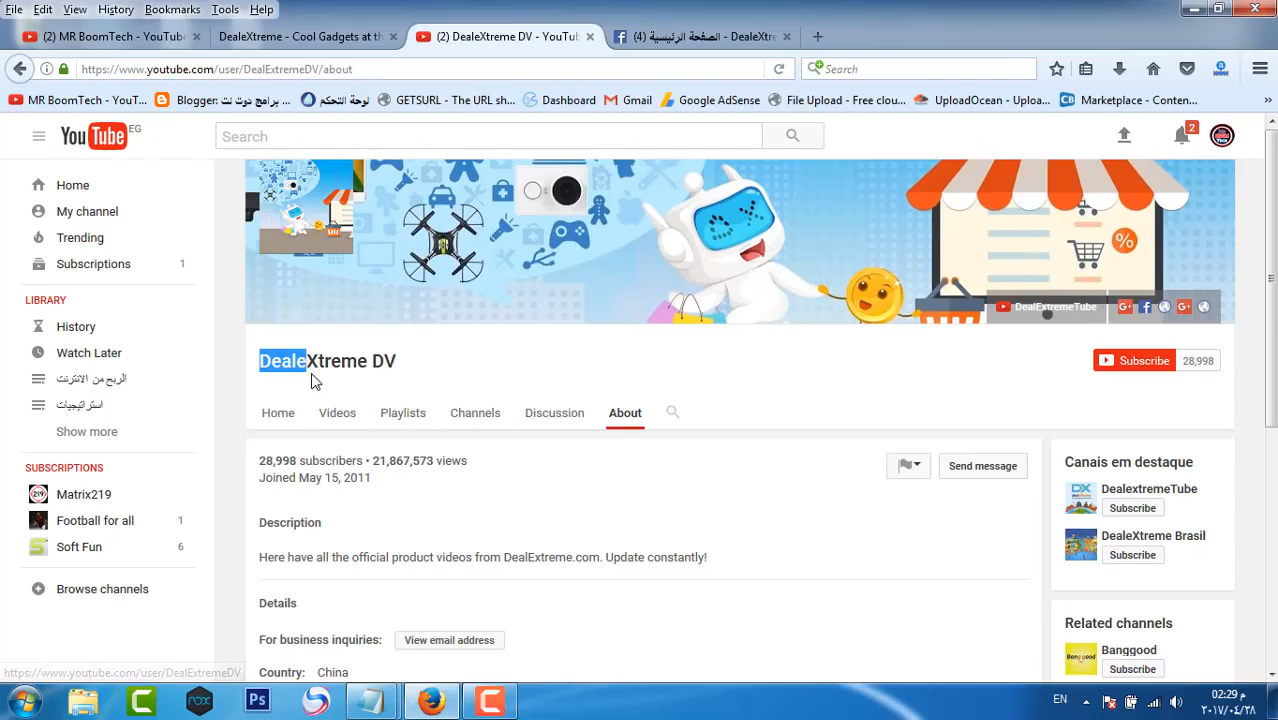 File Edit View History Bookmarks Tools Help
(2) MR BoomTech - YouTube
DealeXtreme - Cool Gadgets at th
(2) DealeXtreme DV - YouTub
(4) الصفحة الرئيسية - DealeXtre
https://www.youtube.com/user/DealExtremeDV/about
Search
MR BoomTech - YouT...
Blogger: برامج دوت نت ...
لوحة التحكم
GETSURL - The URL sh...
Dashboard
Gmail
Google AdSense
File Upload - Free clou...
UploadOcean - Uploa...
Marketplace - Conten...
YouTube EG
Search
2
Home
My channel
Trending
Subscriptions 1
LIBRARY
History
Watch Later
الربح من الانترنت
استراتيجيات
Show more
SUBSCRIPTIONS
Matrix219
Football for all 1
Soft Fun 6
Browse channels
%
DealExtremeTube
DealeXtreme DV
Subscribe 28,998
Home Videos Playlists Channels Discussion About
28,998 subscribers • 21,867,573 views
Joined May 15, 2011
Send message
Description
Here have all the official product videos from DealExtreme.com. Update constantly!
Details
For business inquiries: View email address
Country: China
Canais em destaque
DealextremeTube
Subscribe
DealeXtreme Brasil
Subscribe
Related channels
Banggood
Subscribe
https://www.youtube.com/user/DealExtremeDV
nox
Ps
EN
02:29 م
٢٠١٧/٠٤/٢٨